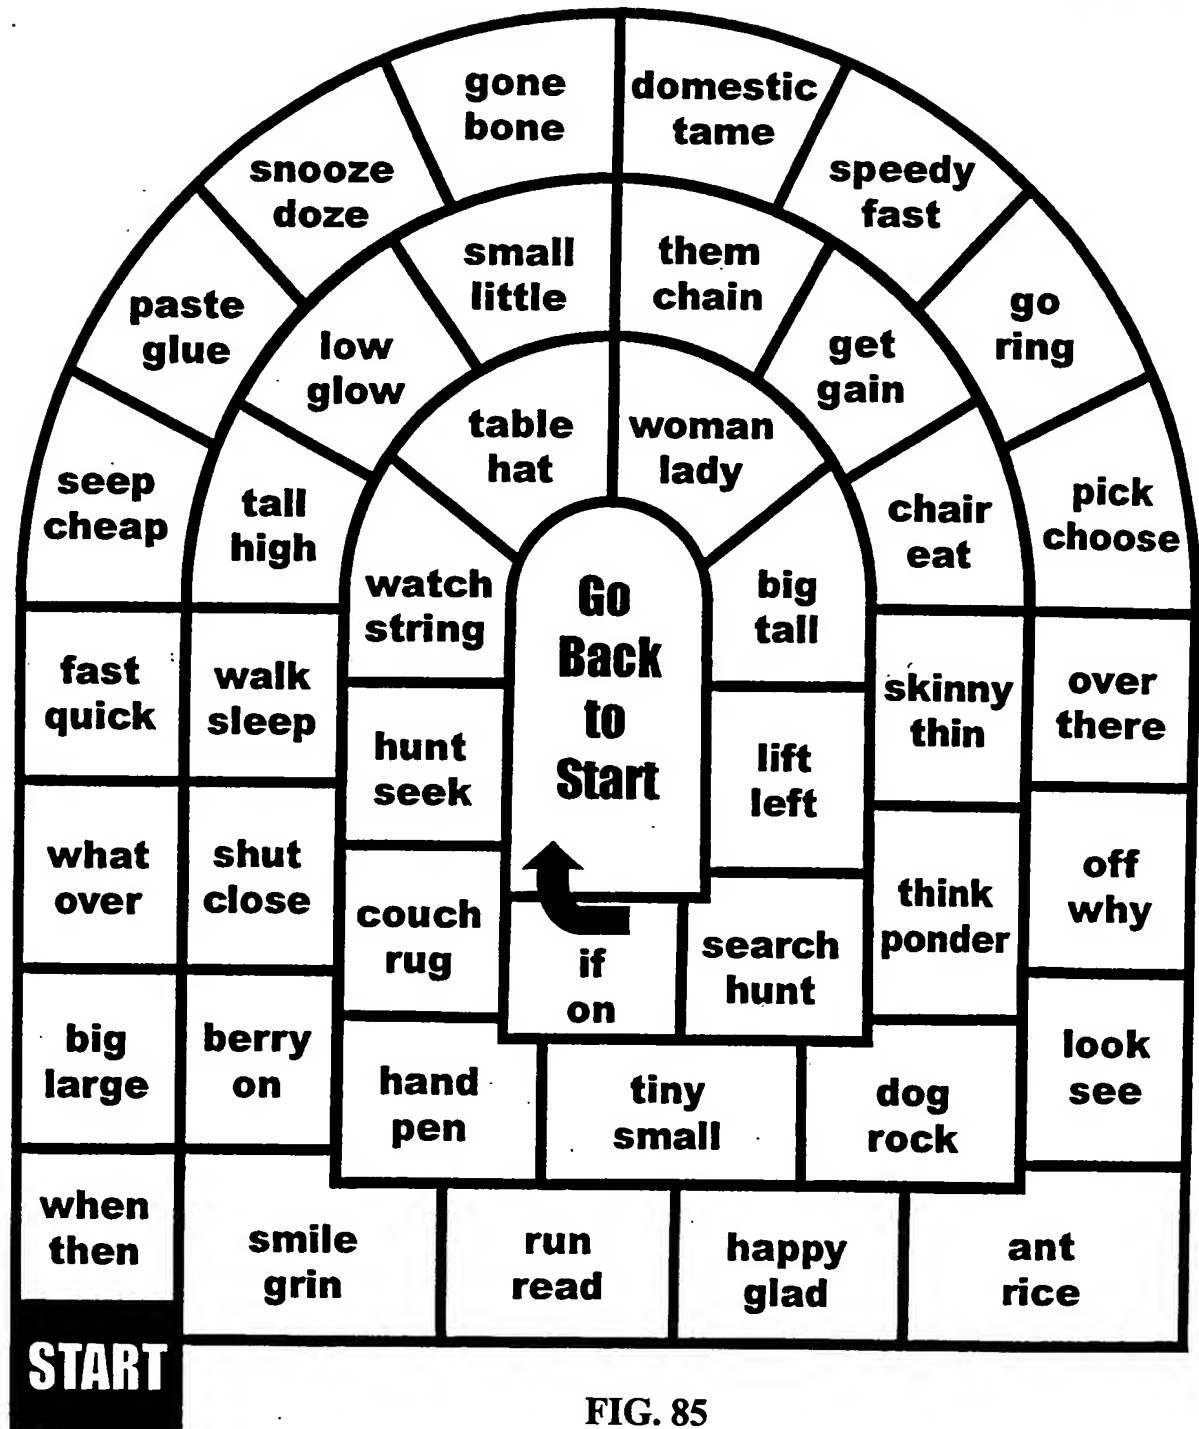 START
when
then
big
large
what
over
fast
quick
seep
cheap
paste
glue
snooze
doze
gone
bone
domestic
tame
speedy
fast
go
ring
pick
choose
over
there
off
why
look
see
ant
rice
happy
glad
run
read
smile
grin
berry
on
shut
close
walk
sleep
tall
high
low
glow
small
little
them
chain
get
gain
chair
eat
skinny
thin
think
ponder
dog
rock
tiny
small
hand
pen
couch
rug
hunt
seek
watch
string
table
hat
woman
lady
big
tall
lift
left
search
hunt
if
on
Go
Back
to
Start
FIG. 85